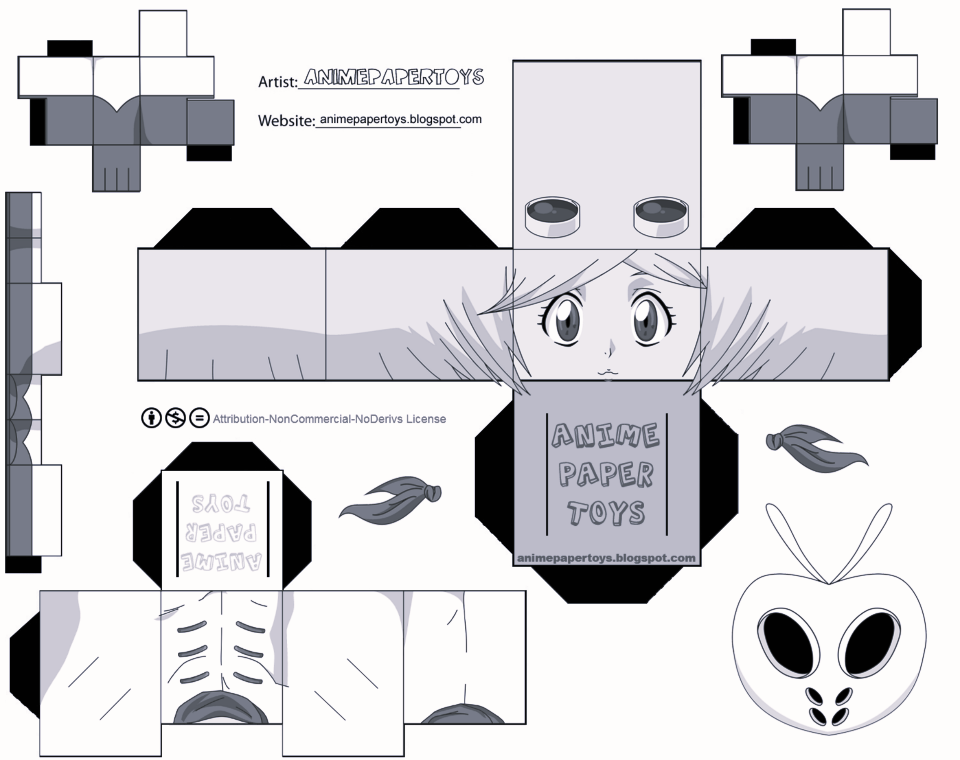 Artist: ANIMEPAPERTOYS
Website: animepapertoys.blogspot.com
Attribution-NonCommercial-NoDerivs License
ANIME
PAPER
TOYS
animepapertoys.blogspot.com
ANIME
PAPER
TOYS